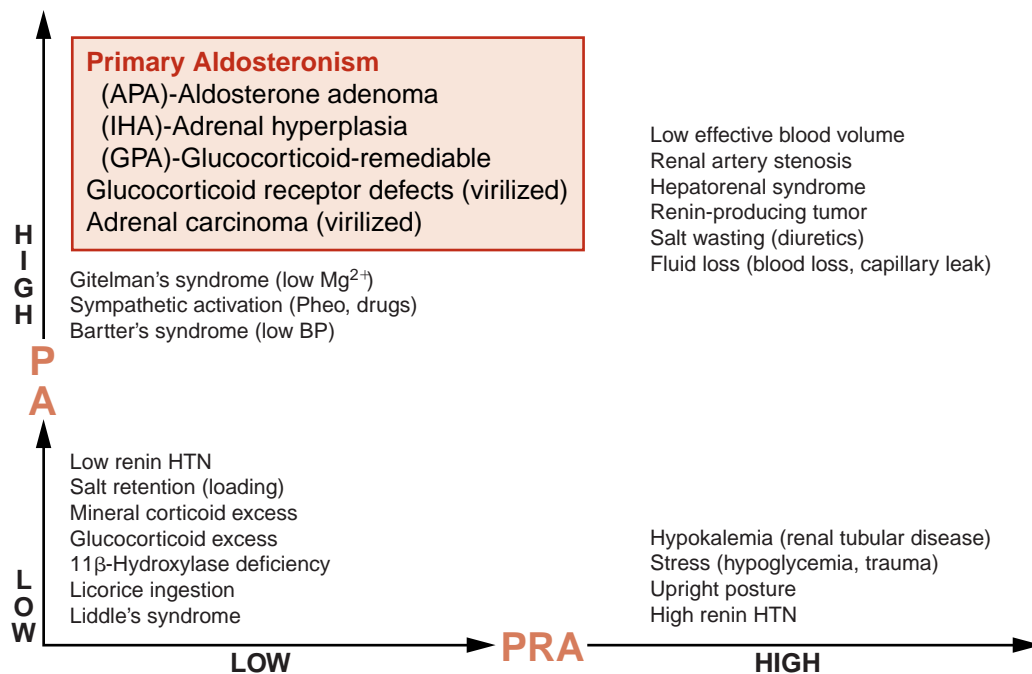 Primary Aldosteronism
(APA)-Aldosterone adenoma
(IHA)-Adrenal hyperplasia
(GPA)-Glucocorticoid-remediable
Glucocorticoid receptor defects (virilized)
Adrenal carcinoma (virilized)
Gitelman's syndrome (low Mg²⁺)
Sympathetic activation (Pheo, drugs)
Bartter's syndrome (low BP)
Low effective blood volume
Renal artery stenosis
Hepatorenal syndrome
Renin-producing tumor
Salt wasting (diuretics)
Fluid loss (blood loss, capillary leak)
HIGH
PA
LOW
Low renin HTN
Salt retention (loading)
Mineral corticoid excess
Glucocorticoid excess
11β-Hydroxylase deficiency
Licorice ingestion
Liddle's syndrome
Hypokalemia (renal tubular disease)
Stress (hypoglycemia, trauma)
Upright posture
High renin HTN
LOW
PRA
HIGH